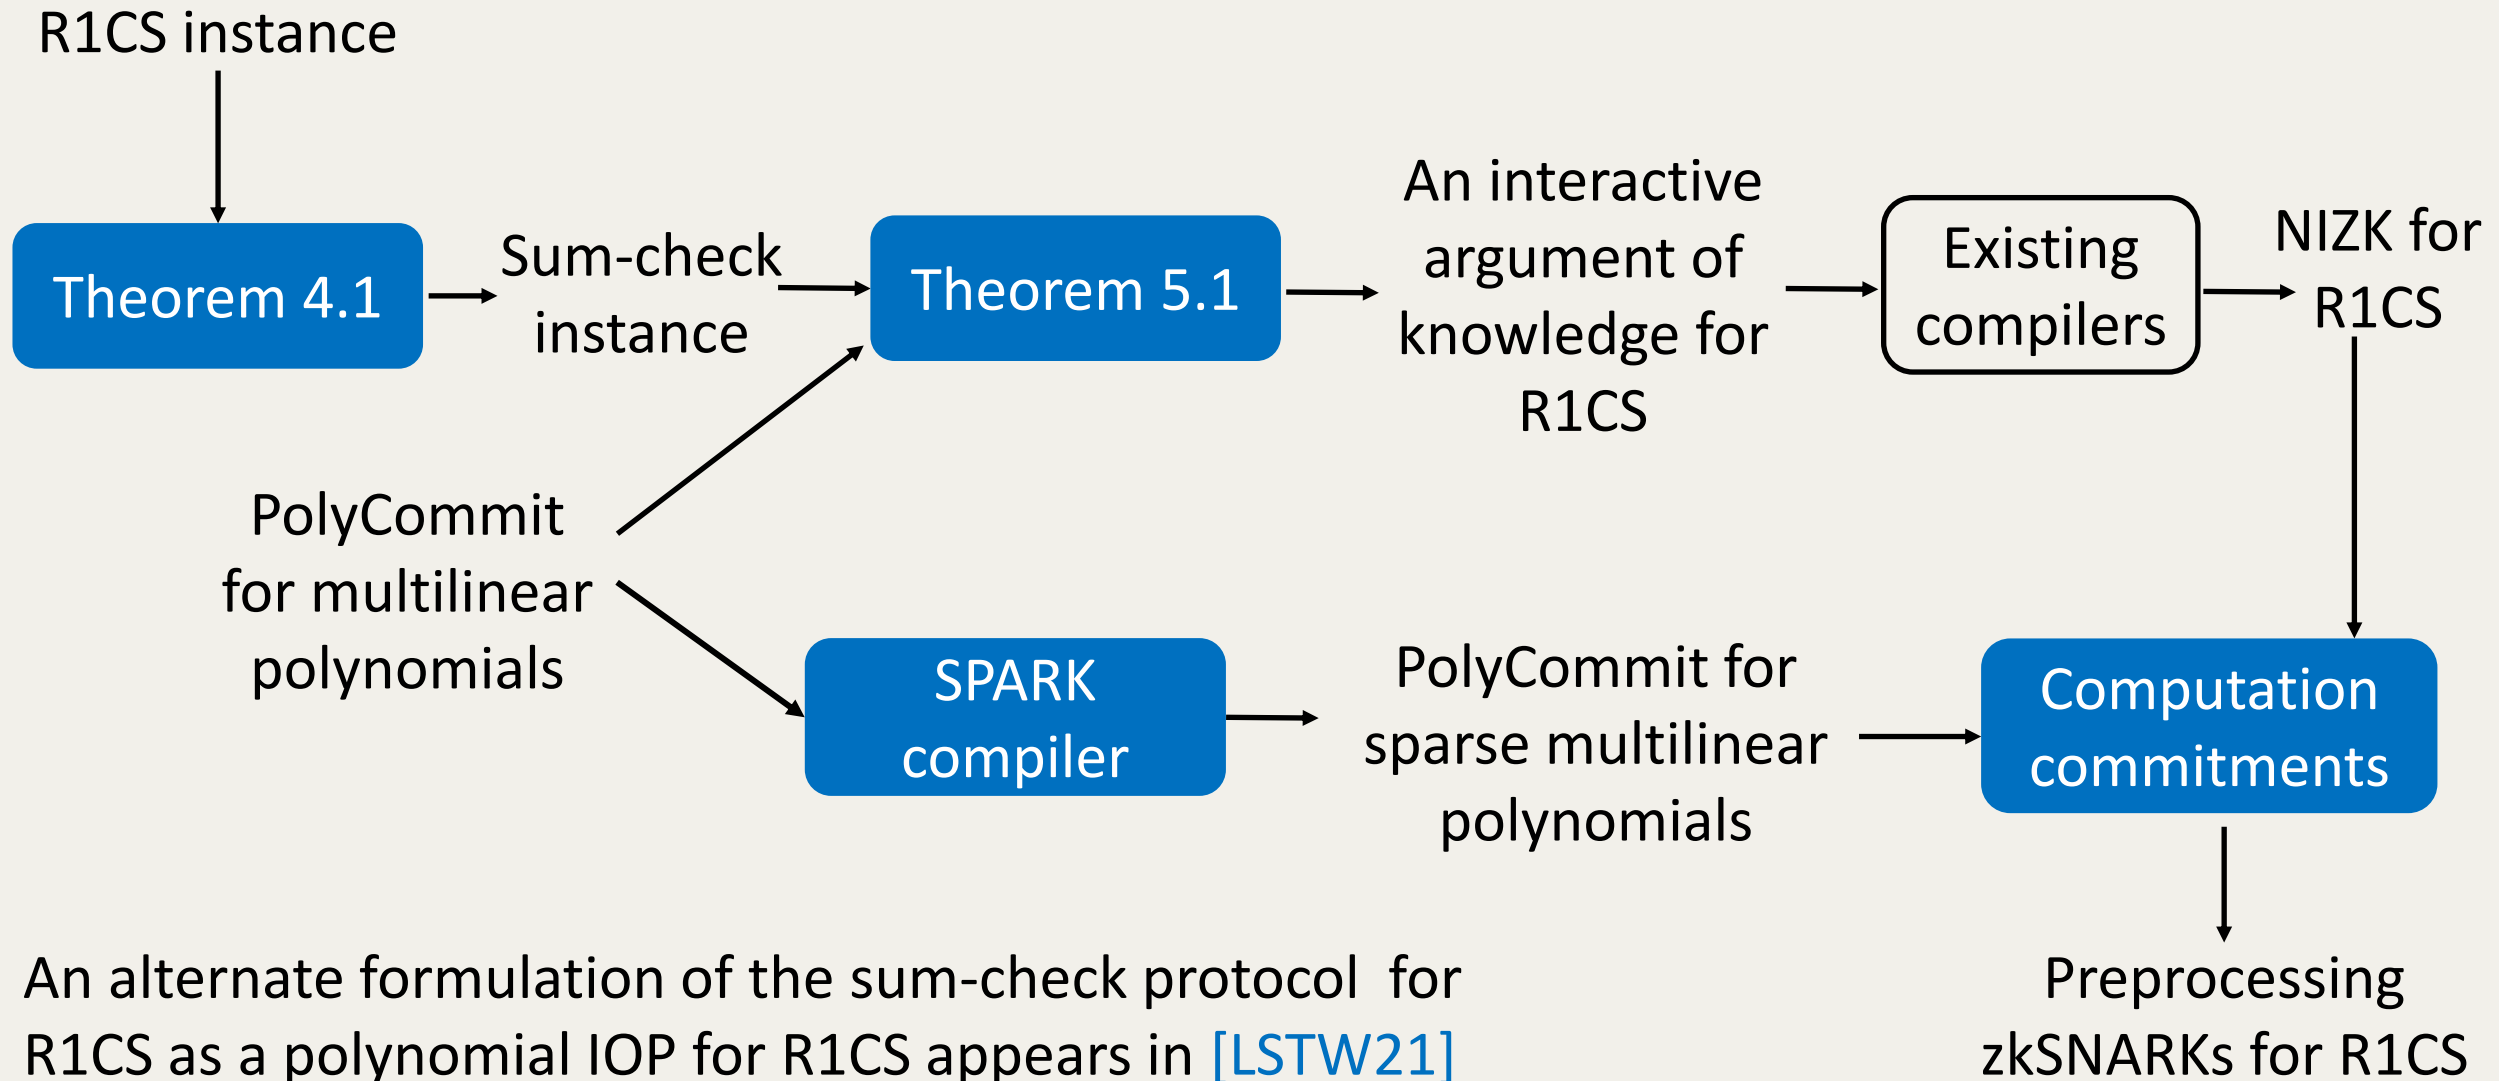 R1CS instance
Theorem 4.1
Sum-check
instance
Theorem 5.1
An interactive
argument of
knowledge for
R1CS
Existing
compilers
NIZK for
R1CS
PolyCommit
for multilinear
polynomials
SPARK
compiler
PolyCommit for
sparse multilinear
polynomials
Computation
commitments
An alternate formulation of the sum-check protocol for
R1CS as a polynomial IOP for R1CS appears in [LSTW21]
Preprocessing
zkSNARK for R1CS